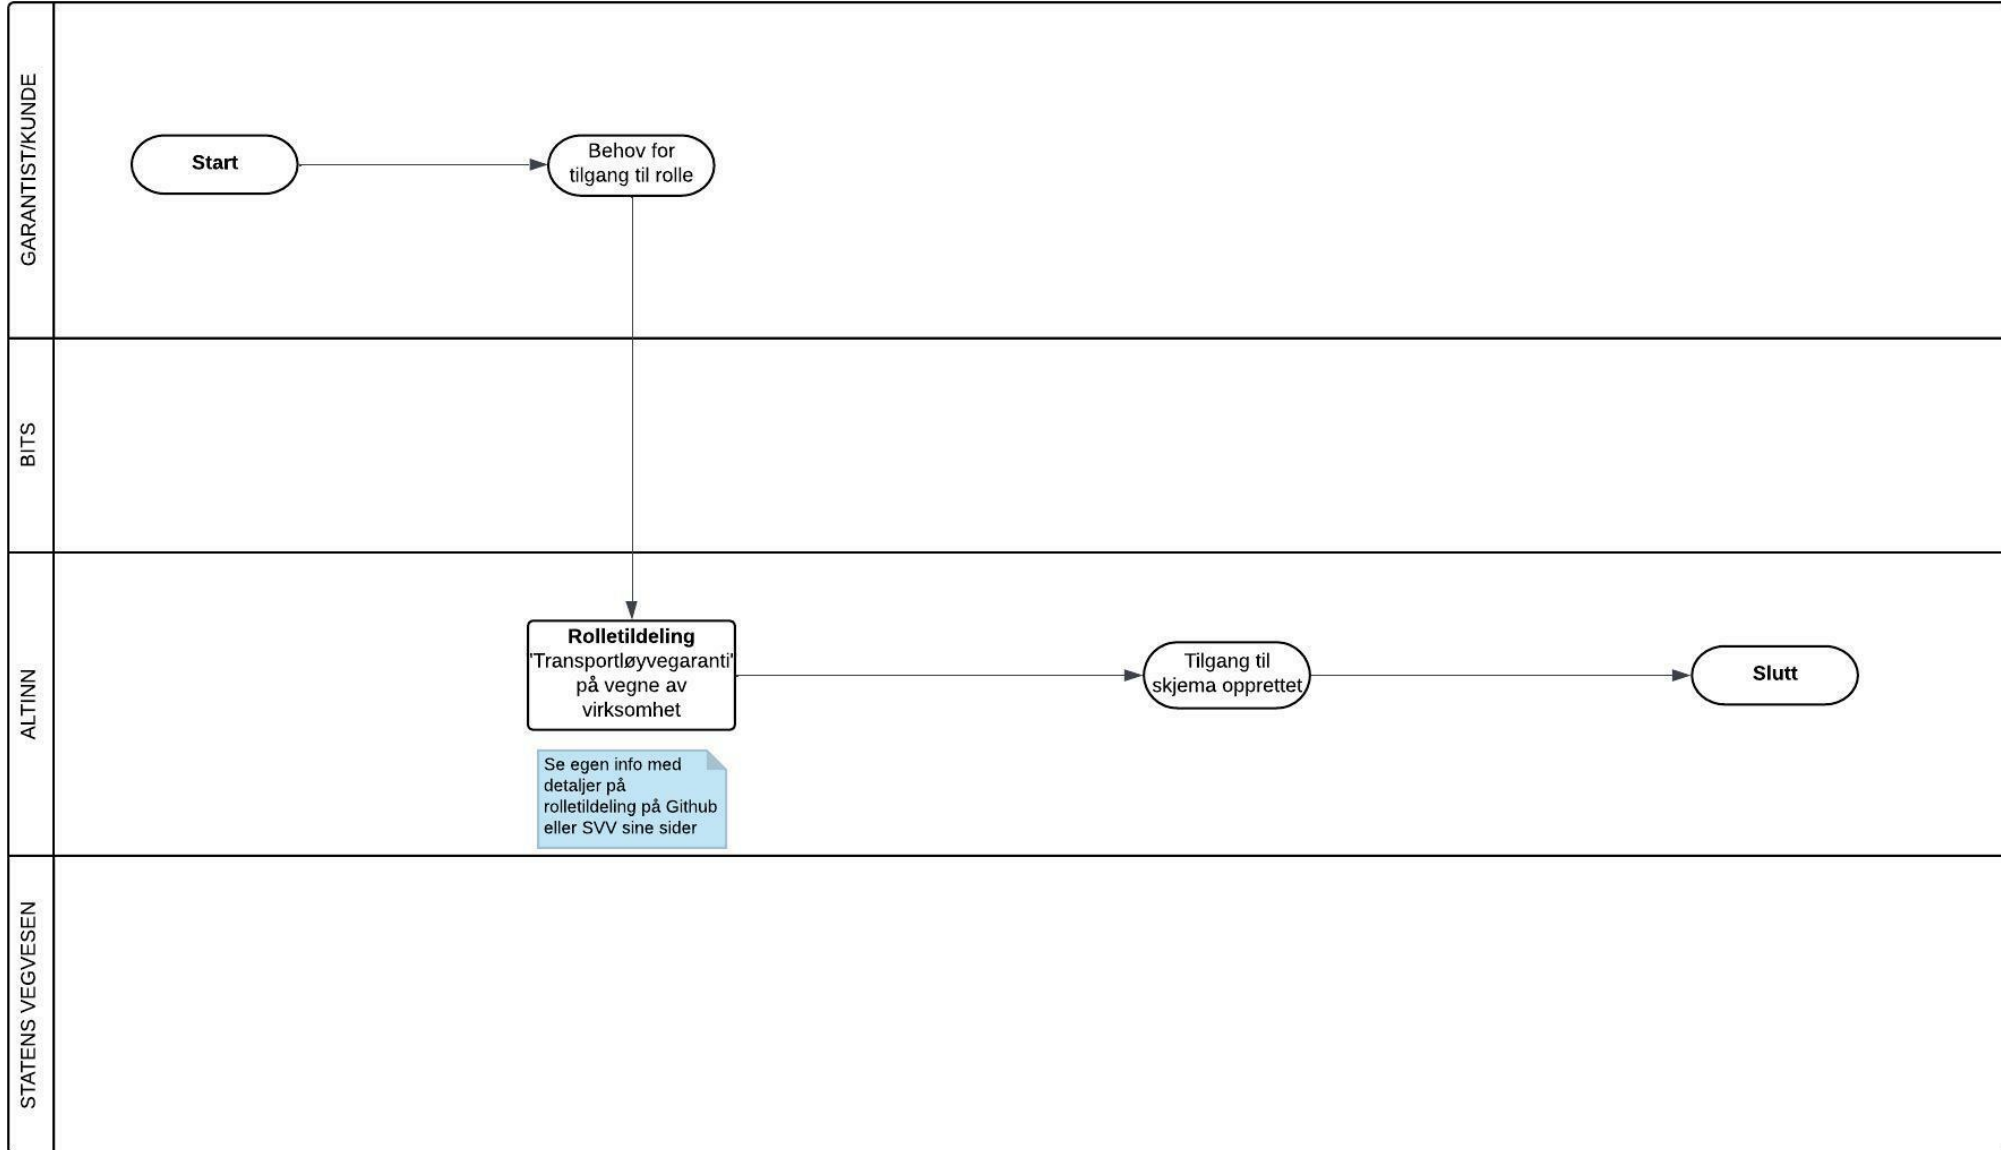 GARANTIST/KUNDE
Start
Behov for
tilgang til rolle
BITS
ALTINN
Rolletildeling
'Transportløyvegaranti'
på vegne av
virksomhet
Tilgang til
skjema opprettet
Slutt
Se egen info med
detaljer på
rolletildeling på Github
eller SVV sine sider
STATENS VEGVESEN